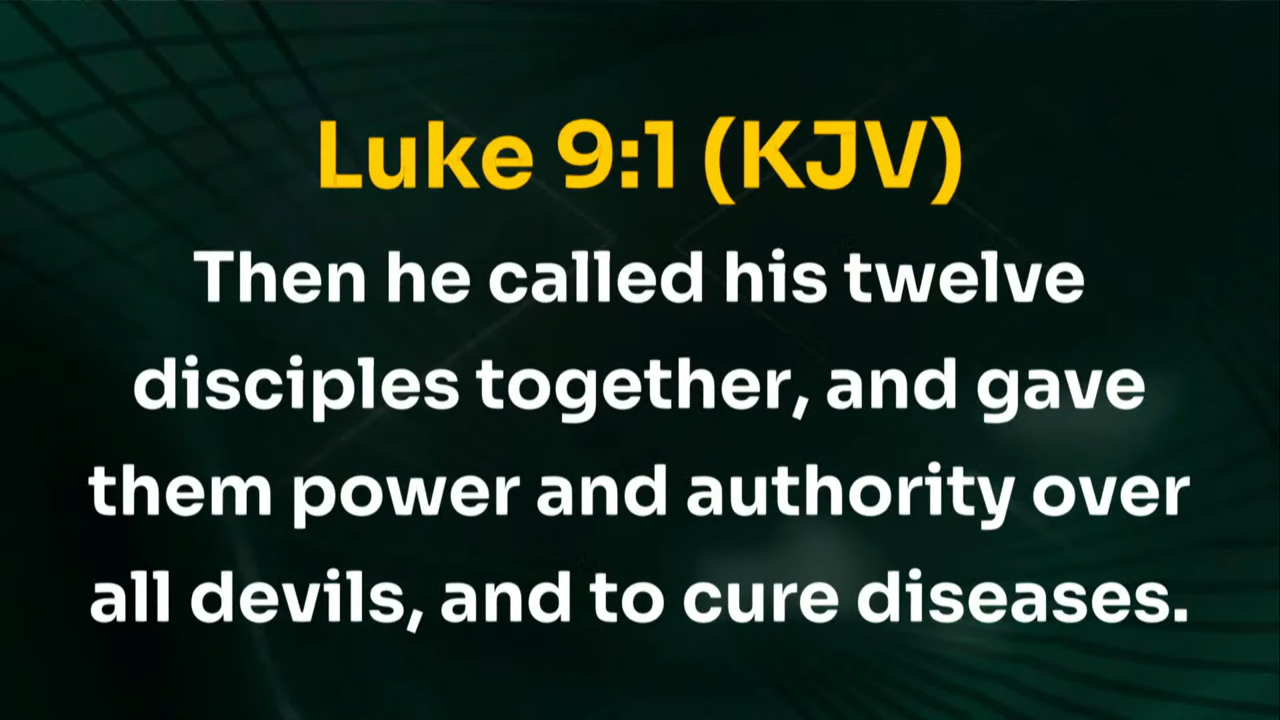 Luke 9:1 (KJV)
Then he called his twelve
disciples together, and gave
them power and authority over
all devils, and to cure diseases.